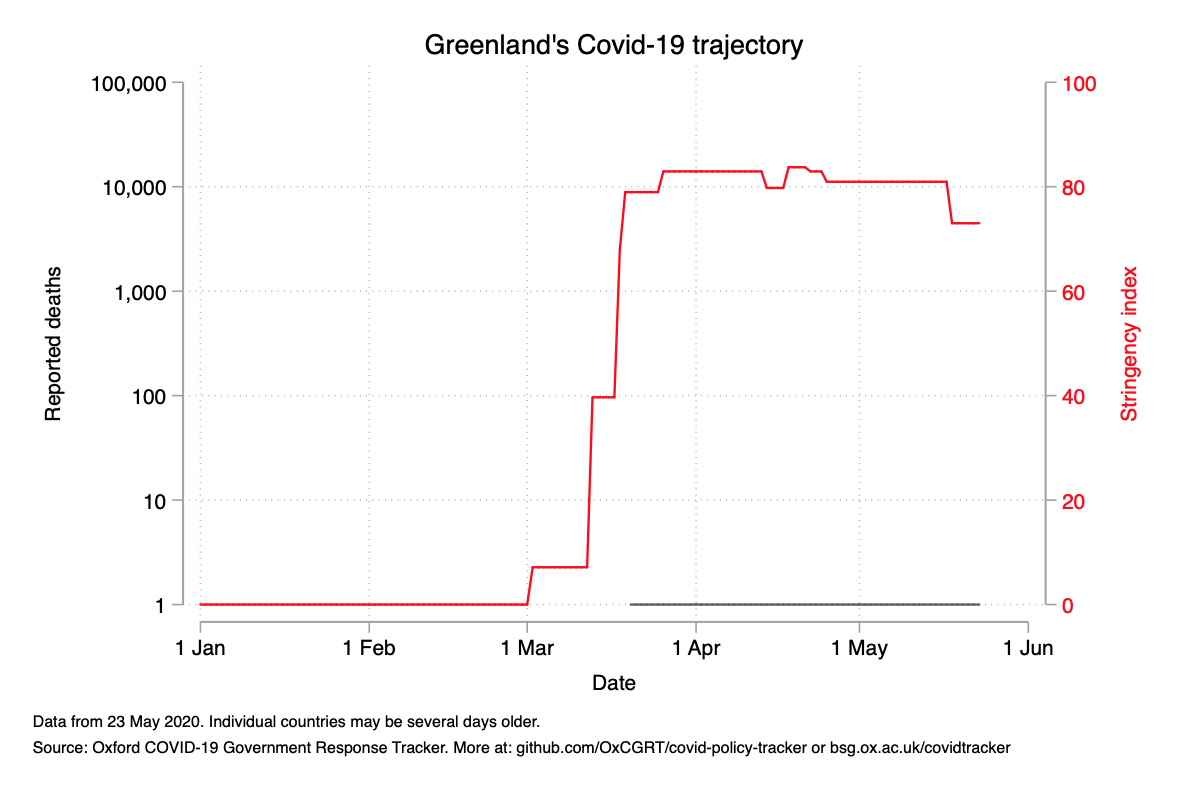 Greenland's Covid-19 trajectory
100,000
10,000
1,000
100
10
1
Reported deaths
100
80
60
40
20
0
Stringency index
1 Jan
1 Feb
1 Mar
1 Apr
1 May
1 Jun
Date
Data from 23 May 2020. Individual countries may be several days older.
Source: Oxford COVID-19 Government Response Tracker. More at: github.com/OxCGRT/covid-policy-tracker or bsg.ox.ac.uk/covidtracker